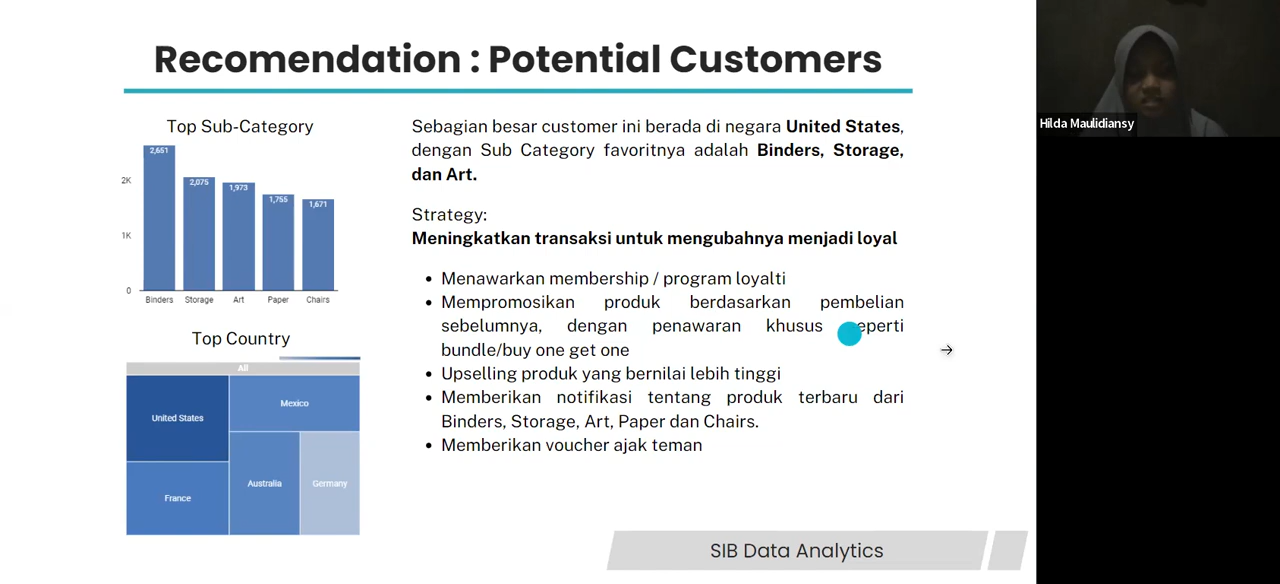 Recomendation : Potential Customers
Top Sub-Category
2,651
2,075
1,973
1,755
1,671
2K
1K
0
Binders
Storage
Art
Paper
Chairs
Top Country
All
United States
Mexico
France
Australia
Germany
Sebagian besar customer ini berada di negara United States,
dengan Sub Category favoritnya adalah Binders, Storage,
dan Art.
Strategy:
Meningkatkan transaksi untuk mengubahnya menjadi loyal
Menawarkan membership / program loyalti
Mempromosikan produk berdasarkan pembelian
sebelumnya, dengan penawaran khusus eperti
bundle/buy one get one
Upselling produk yang bernilai lebih tinggi
Memberikan notifikasi tentang produk terbaru dari
Binders, Storage, Art, Paper dan Chairs.
Memberikan voucher ajak teman
SIB Data Analytics
Hilda Maulidiansy